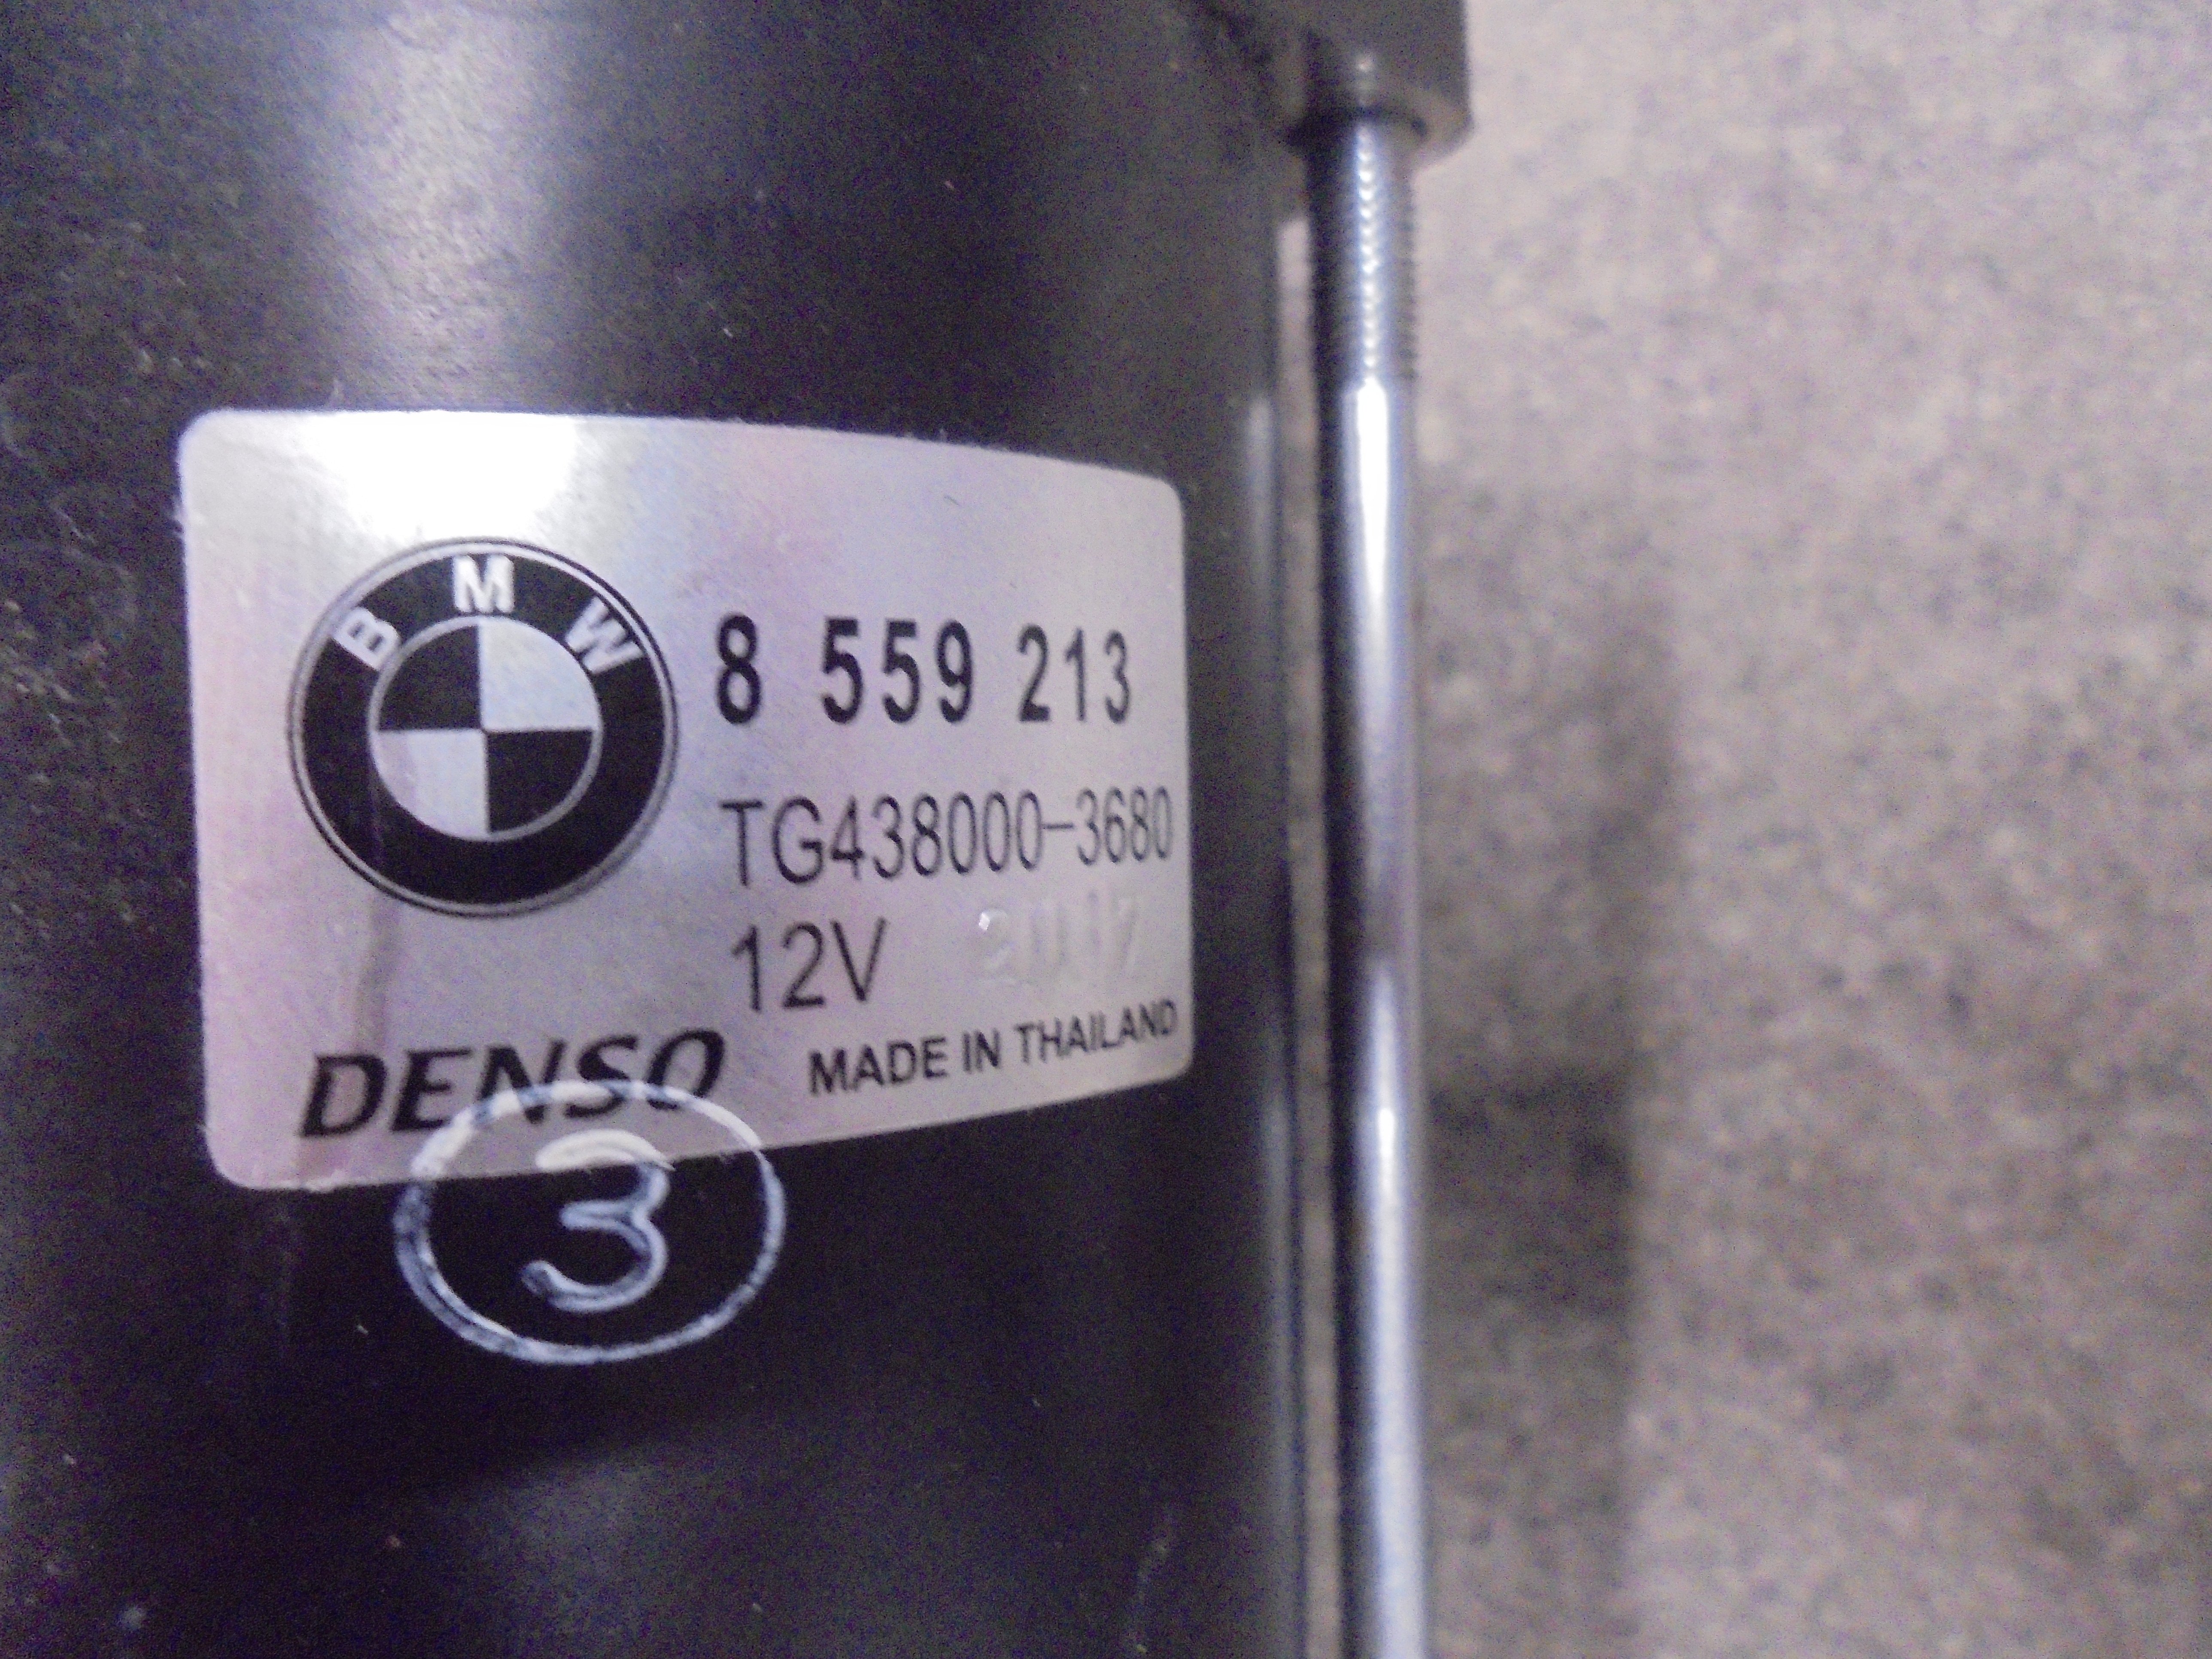 BMW
8 559 213
TG438000-3680
12V
DENSO MADE IN THAILAND
3